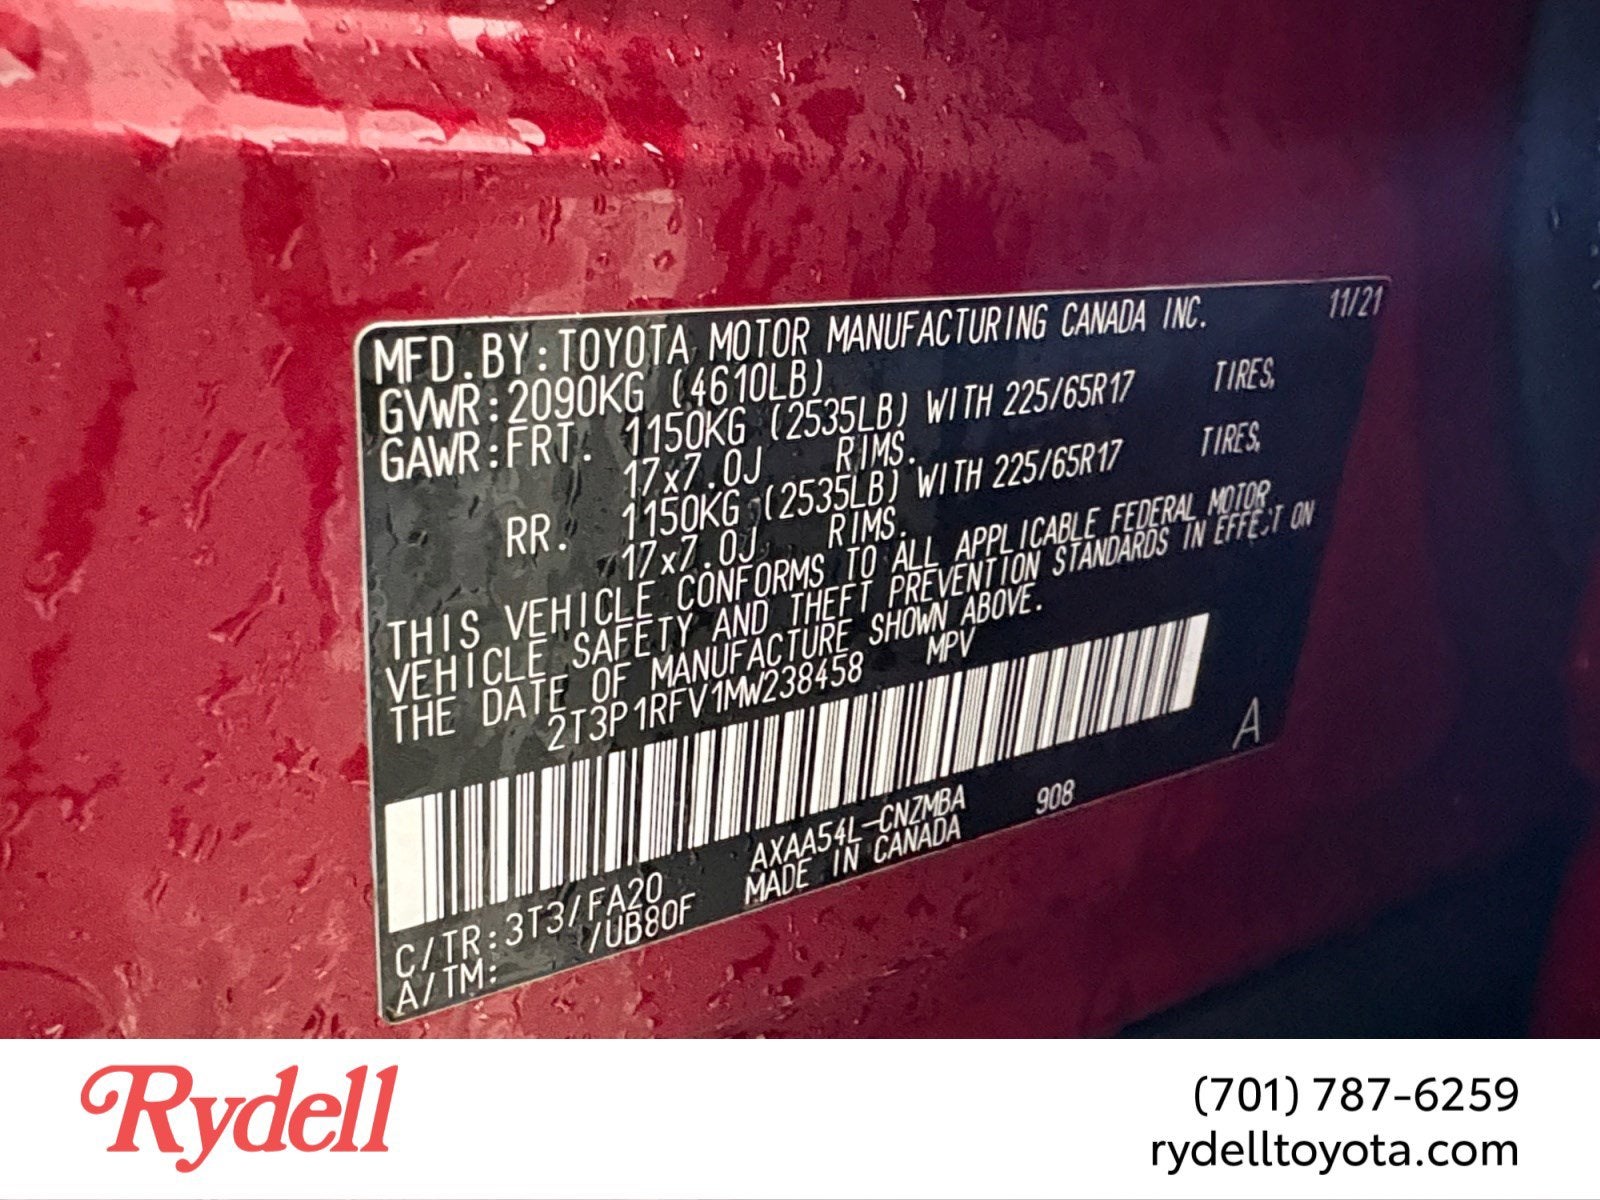 MFD. BY: TOYOTA MOTOR MANUFACTURING CANADA INC. 11/21
GVWR: 2090KG (4610LB)
GAWR: FRT. 1150KG (2535LB) WITH 225/65R17 TIRES,
17x7.0J RIMS.
RR. 1150KG (2535LB) WITH 225/65R17 TIRES,
17x7.0J RIMS.
THIS VEHICLE CONFORMS TO ALL APPLICABLE FEDERAL MOTOR
VEHICLE SAFETY AND THEFT PREVENTION STANDARDS IN EFFECT ON
THE DATE OF MANUFACTURE SHOWN ABOVE.
2T3P1RFV1MW238458 MPV
A
C/TR: 3T3/FA20 AXAA54L-CNZMBA 908
A/TM: /UB80F MADE IN CANADA
Rydell
(701) 787-6259
rydelltoyota.com